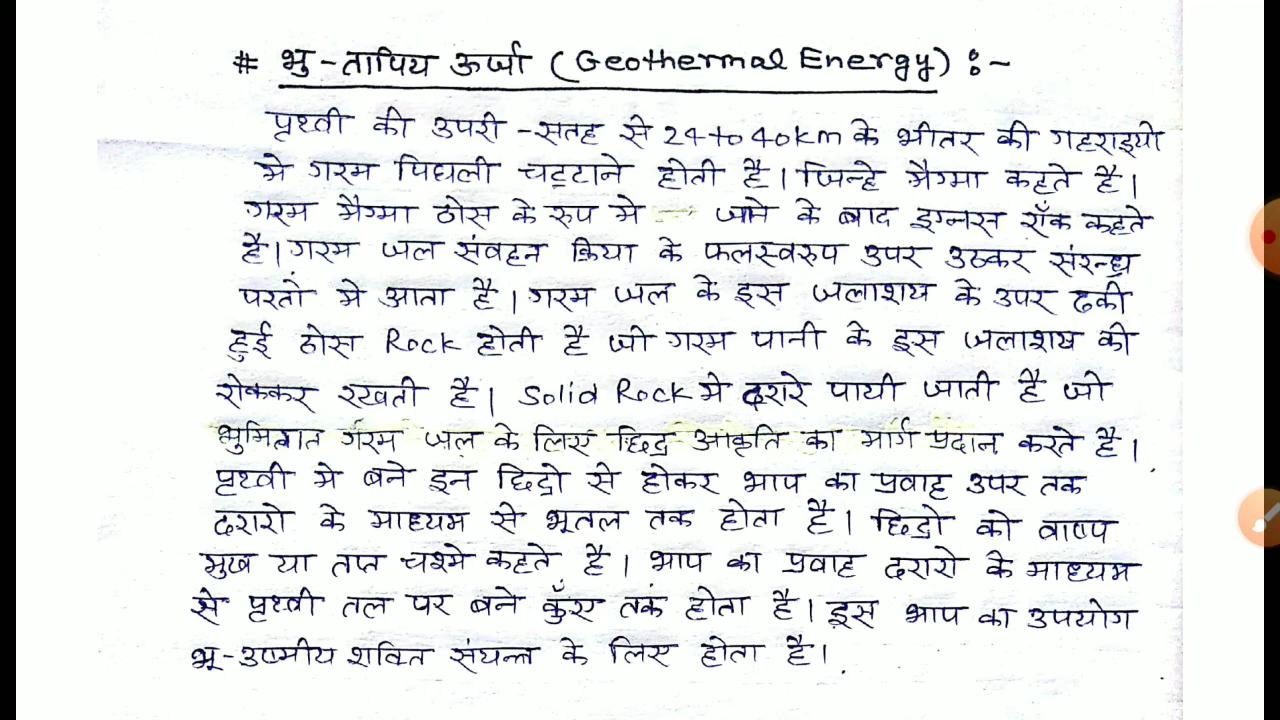 # भु-तापिय ऊर्जा (Geothermal Energy) :-
पृथ्वी की उपरी-सतह से 24 to 40 km के भीतर की गहराइयो
मे गरम पिघली चट्टाने होती है। जिन्हे मैग्मा कहते है।
गरम मैग्मा ठोस के रुप मे जमे के बाद इग्नस रॉक कहते
है। गरम जल संवहन क्रिया के फलस्वरुप उपर उठकर संरन्ध्र
परतो मे आता है। गरम जल के इस जलाशय के उपर ढकी
हुई ठोस Rock होती है जो गरम पानी के इस जलाशय को
रोककर रखती है। Solid Rock मे दरारे पायी जाती है जो
गरम जल के लिए छिद्र आकृति का मार्ग प्रदान करते है।
पृथ्वी मे बने इन छिद्रो से होकर भाप का प्रवाह उपर तक
दरारो के माध्यम से भूतल तक होता है। छिद्रो को वाष्प
मुख या तप्त चश्मे कहते है। भाप का प्रवाह दरारो के माध्यम
से पृथ्वी तल पर बने कुँए तक होता है। इस भाप का उपयोग
भू-उष्मीय शक्ति संयन्त्र के लिए होता है।